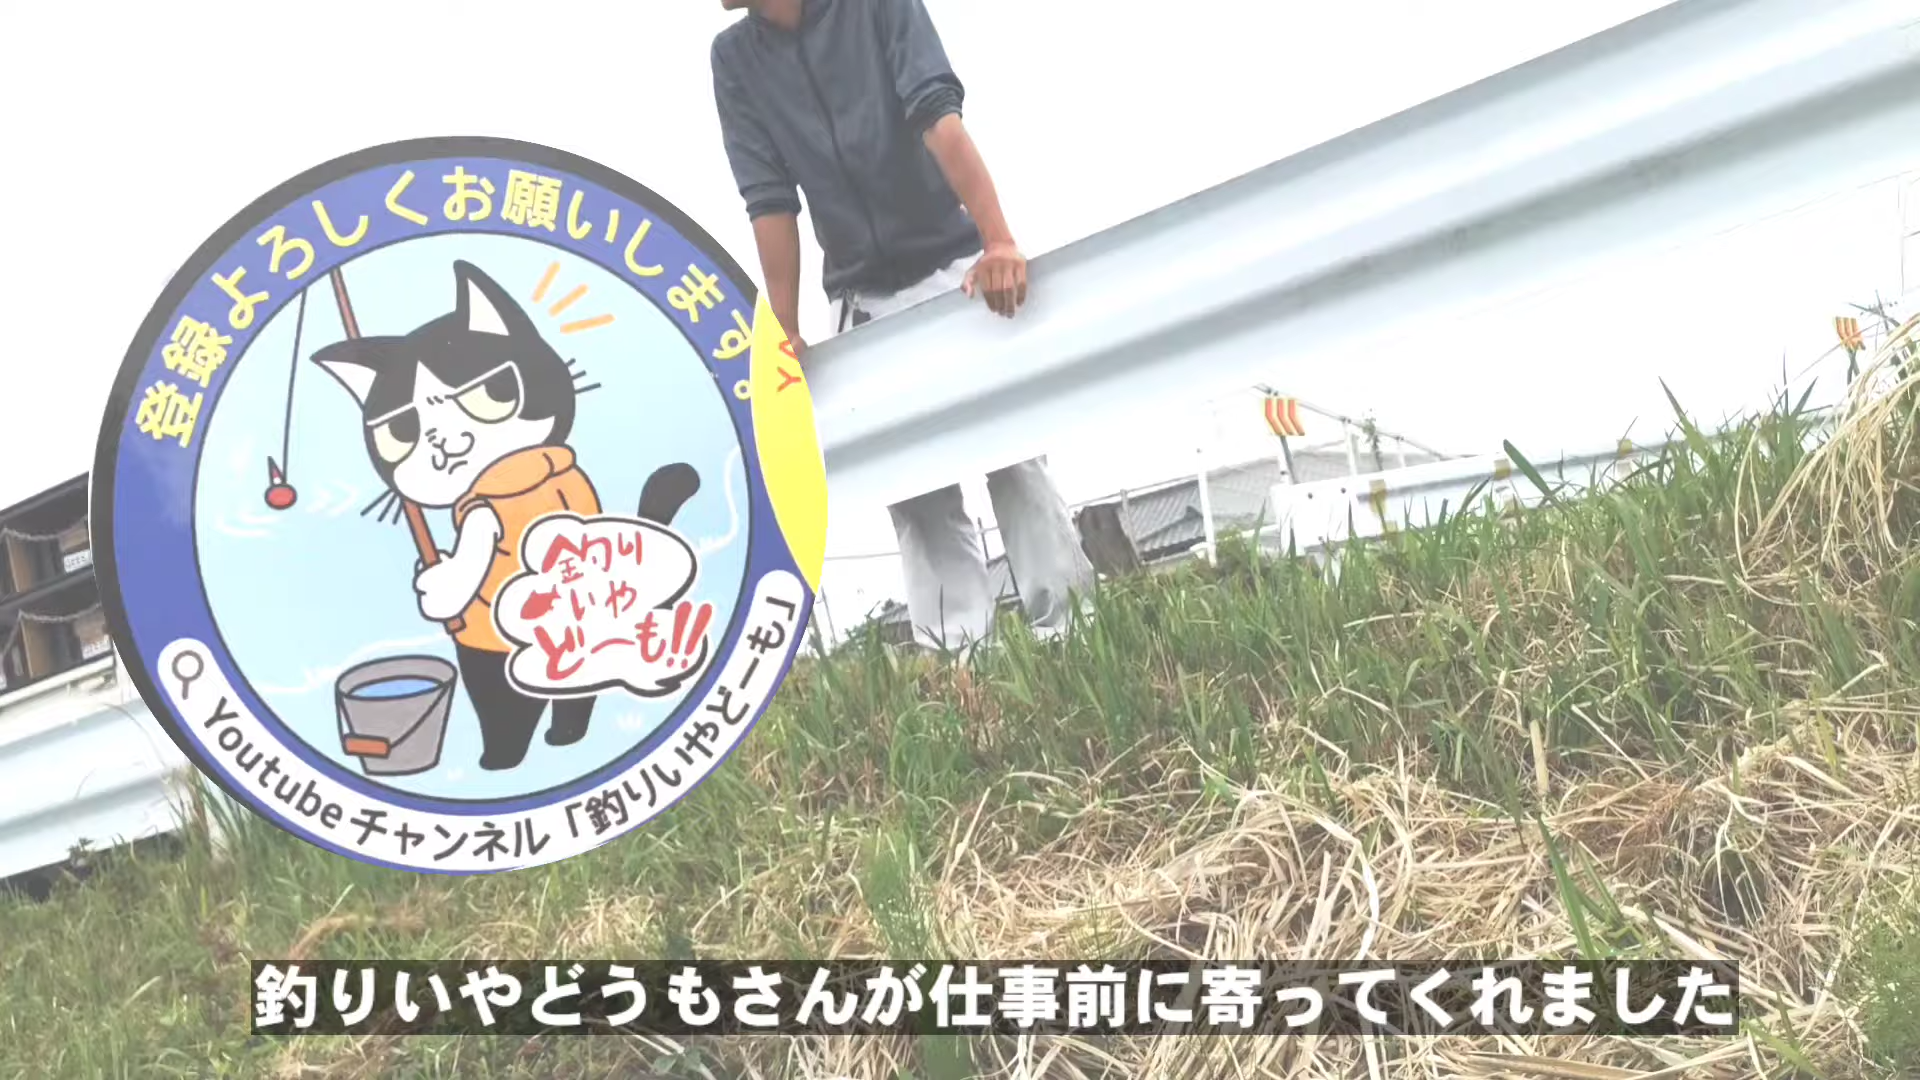 登録よろしくお願いします。
釣り
いや
どーも!!
Youtubeチャンネル「釣りいやどーも」
釣りいやどうもさんが仕事前に寄ってくれました